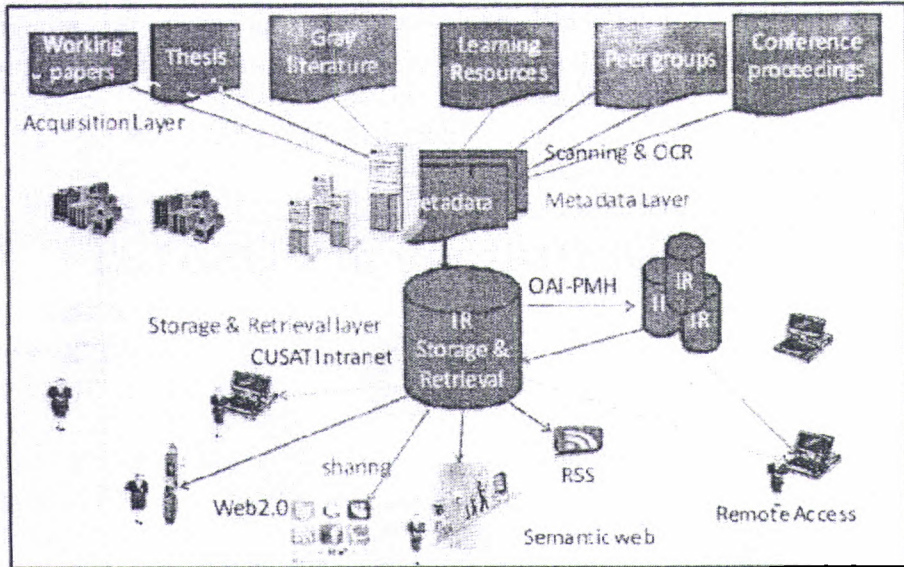 Working
papers
Thesis
Gray
literature
Learning
Resources
Peer groups
Conference
proceedings
Acquisition Layer
Scanning & OCR
etadata
Metadata Layer
OAI-PMH
IR
IR
IR
Storage & Retrieval layer
IR
Storage &
Retrieval
CUSAT Intranet
sharing
RSS
Web2.0
Semantic web
Remote Access